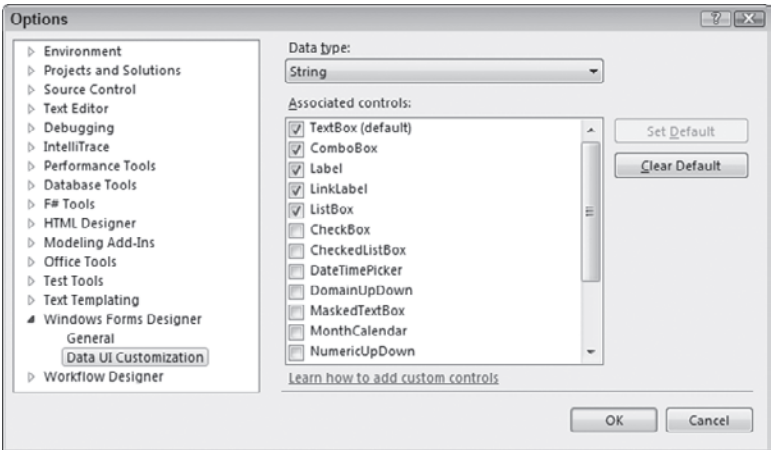 Options
Environment
Projects and Solutions
Source Control
Text Editor
Debugging
IntelliTrace
Performance Tools
Database Tools
F# Tools
HTML Designer
Modeling Add-Ins
Office Tools
Test Tools
Text Templating
Windows Forms Designer
General
Data UI Customization
Workflow Designer
Data type:
String
Associated controls:
TextBox (default)
ComboBox
Label
LinkLabel
ListBox
CheckBox
CheckedListBox
DateTimePicker
DomainUpDown
MaskedTextBox
MonthCalendar
NumericUpDown
Set Default
Clear Default
Learn how to add custom controls
OK
Cancel